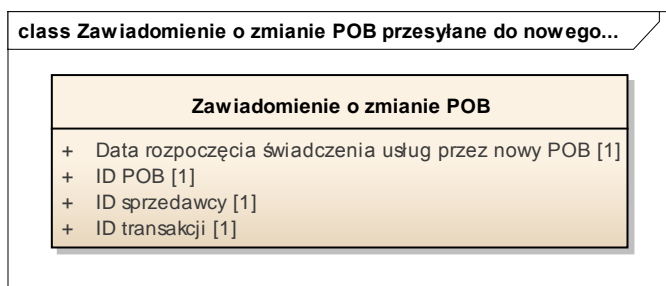 class Zawiadomienie o zmianie POB przesyłane do nowego...
Zawiadomienie o zmianie POB
+ Data rozpoczęcia świadczenia usług przez nowy POB [1]
+ ID POB [1]
+ ID sprzedawcy [1]
+ ID transakcji [1]